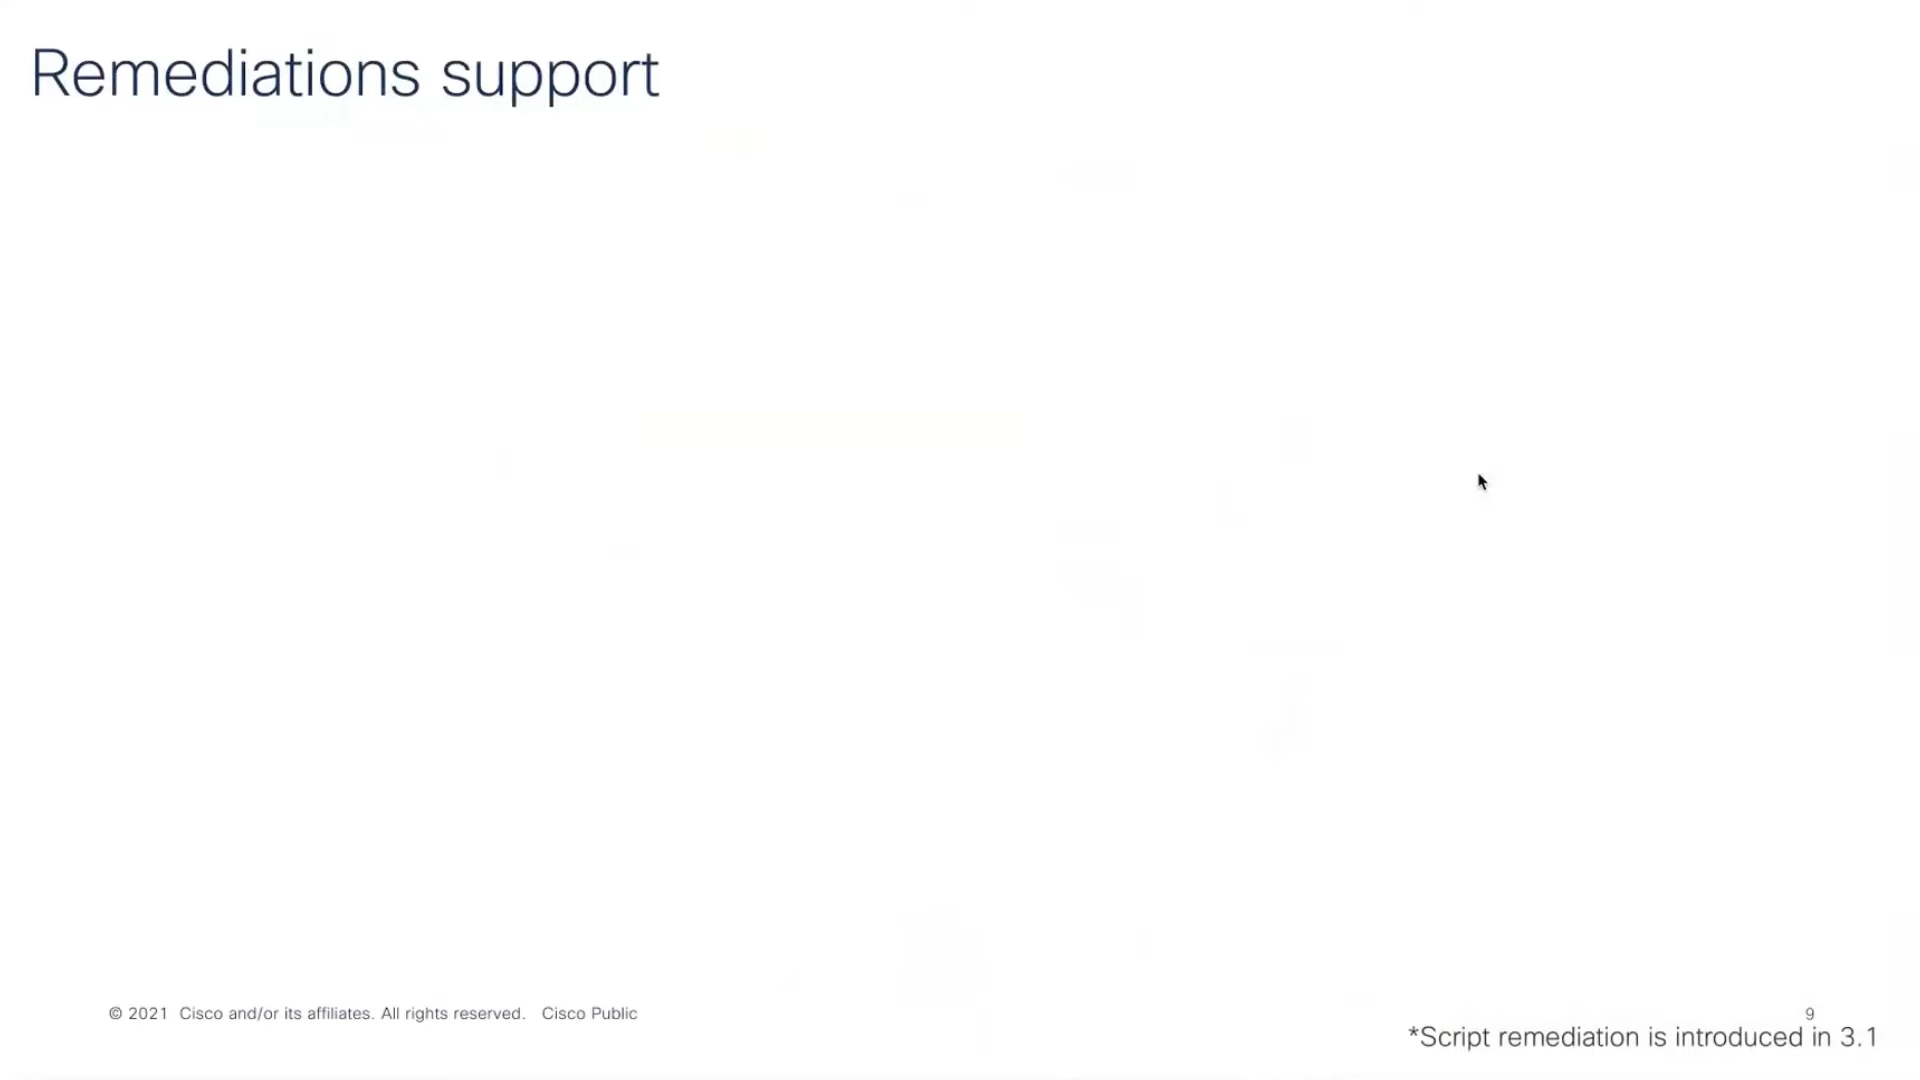 Remediations support
© 2021 Cisco and/or its affiliates. All rights reserved. Cisco Public
9
*Script remediation is introduced in 3.1